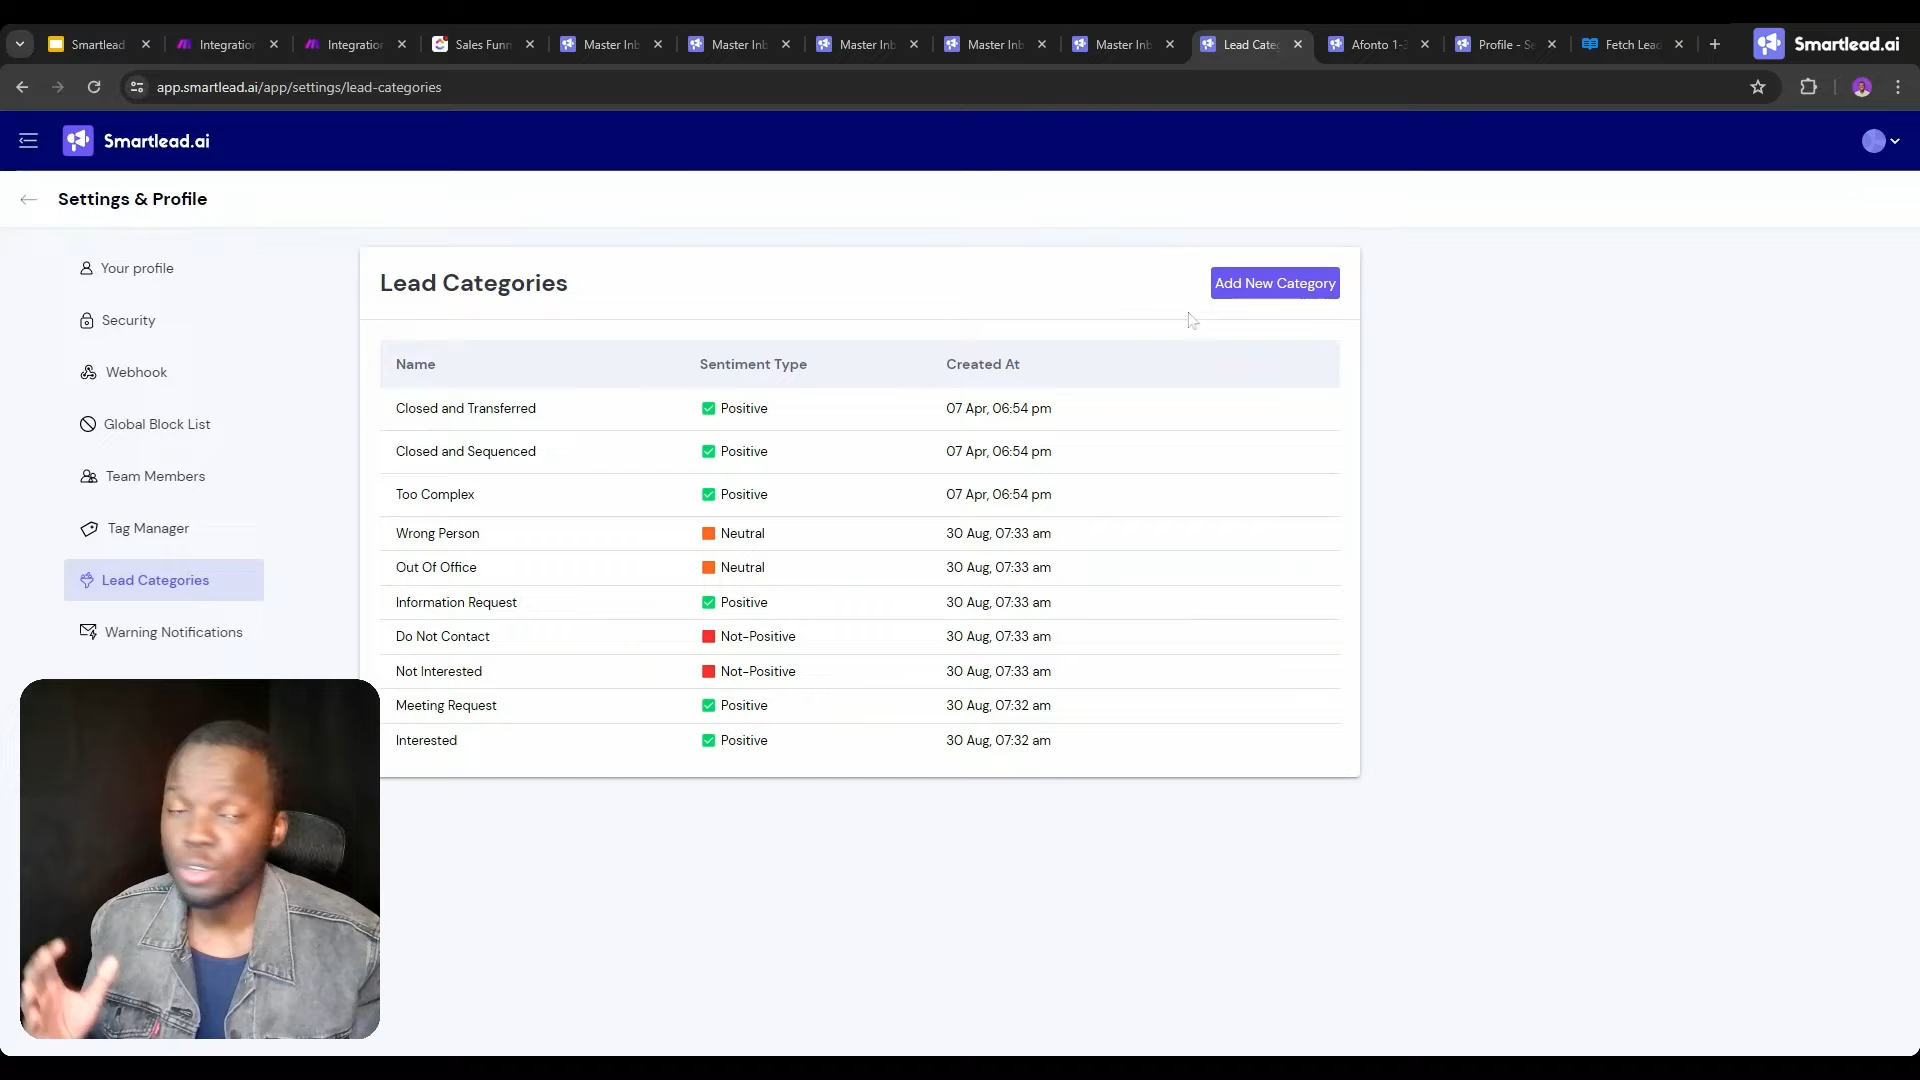 Smartlead
Integration
Integration
Sales Funn
Master Inb
Master Inb
Master Inb
Master Inb
Master Inb
Lead Categ
Afonto 1-3
Profile - Se
Fetch Lead
Smartlead.ai
app.smartlead.ai/app/settings/lead-categories
Smartlead.ai
Settings & Profile
Your profile
Security
Webhook
Global Block List
Team Members
Tag Manager
Lead Categories
Warning Notifications
Lead Categories
Add New Category
Name Sentiment Type Created At
Closed and Transferred Positive 07 Apr, 06:54 pm
Closed and Sequenced Positive 07 Apr, 06:54 pm
Too Complex Positive 07 Apr, 06:54 pm
Wrong Person Neutral 30 Aug, 07:33 am
Out Of Office Neutral 30 Aug, 07:33 am
Information Request Positive 30 Aug, 07:33 am
Do Not Contact Not-Positive 30 Aug, 07:33 am
Not Interested Not-Positive 30 Aug, 07:33 am
Meeting Request Positive 30 Aug, 07:32 am
Interested Positive 30 Aug, 07:32 am